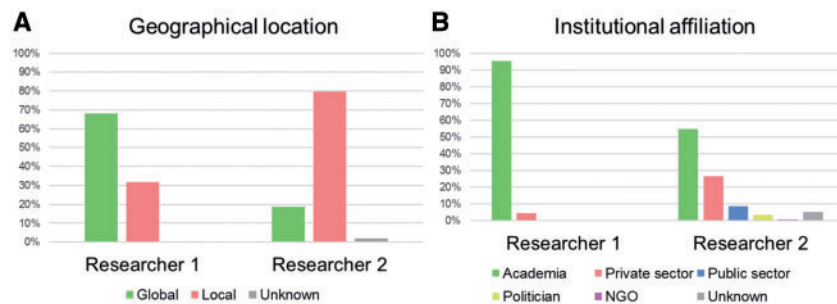 A
Geographical location
100%
90%
80%
70%
60%
50%
40%
30%
20%
10%
0%
Researcher 1
Researcher 2
Global
Local
Unknown
B
Institutional affiliation
100%
90%
80%
70%
60%
50%
40%
30%
20%
10%
0%
Researcher 1
Researcher 2
Academia
Private sector
Public sector
Politician
NGO
Unknown